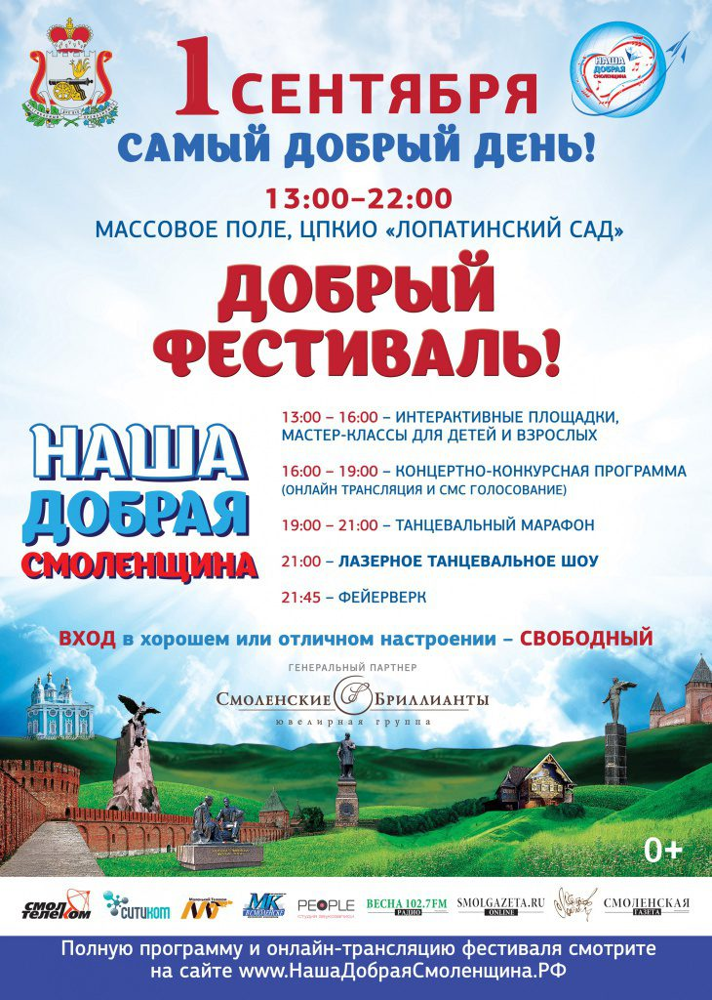 1 СЕНТЯБРЯ
НАША
ДОБРАЯ
СМОЛЕНЩИНА
САМЫЙ ДОБРЫЙ ДЕНЬ!
13:00–22:00
МАССОВОЕ ПОЛЕ, ЦПКИО «ЛОПАТИНСКИЙ САД»
ДОБРЫЙ
ФЕСТИВАЛЬ!
НАША
ДОБРАЯ
СМОЛЕНЩИНА
13:00 – 16:00 – ИНТЕРАКТИВНЫЕ ПЛОЩАДКИ,
МАСТЕР-КЛАССЫ ДЛЯ ДЕТЕЙ И ВЗРОСЛЫХ
16:00 – 19:00 – КОНЦЕРТНО-КОНКУРСНАЯ ПРОГРАММА
(ОНЛАЙН ТРАНСЛЯЦИЯ И СМС ГОЛОСОВАНИЕ)
19:00 – 21:00 – ТАНЦЕВАЛЬНЫЙ МАРАФОН
21:00 – ЛАЗЕРНОЕ ТАНЦЕВАЛЬНОЕ ШОУ
21:45 – ФЕЙЕРВЕРК
ВХОД в хорошем или отличном настроении – СВОБОДНЫЙ
ГЕНЕРАЛЬНЫЙ ПАРТНЕР
СМОЛЕНСКИЕ БРИЛЛИАНТЫ
ювелирная группа
0+
СМОЛ
ТЕЛЕКОМ
СИТИКОМ
МК
В СМОЛЕНСКЕ
PEOPLE
студия звукозаписи
ВЕСНА 102.7FM
РАДИО
SMOLGAZETA.RU
ONLINE
СМОЛЕНСКАЯ
ГАЗЕТА
Полную программу и онлайн-трансляцию фестиваля смотрите
на сайте www.НашаДобраяСмоленщина.РФ